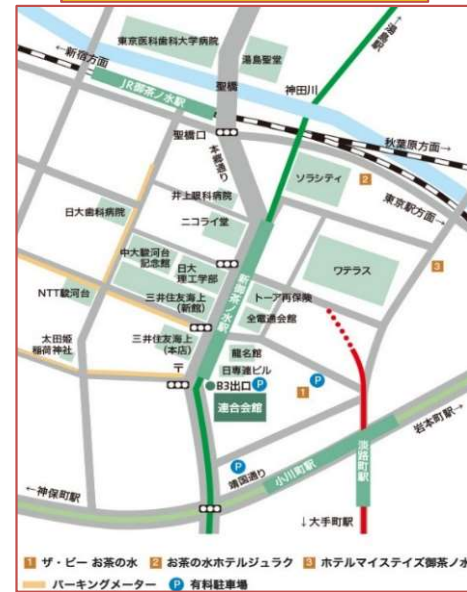 ↗湯島駅
東京医科歯科大学病院
←新宿方面
湯島聖堂
聖橋
神田川
JR御茶ノ水駅
聖橋口
秋葉原方面→
本郷通り
ソラシティ
2
井上眼科病院
東京駅方面→
日大歯科病院
ニコライ堂
3
中大駿河台
記念館
日大
理工学部
ワテラス
新御茶ノ水駅
NTT駿河台
三井住友海上
(新館)
トーア再保険
全電通会館
太田姫
稲荷神社
三井住友海上
(本店)
龍名館
〒
日専連ビル
B3出口
P
1
P
連合会館
岩本町駅→
淡路町駅
小川町駅
P
靖国通り
←神保町駅
↓大手町駅
1 ザ・ビー お茶の水 2 お茶の水ホテルジュラク 3 ホテルマイステイズ御茶ノ水
パーキングメーター P 有料駐車場